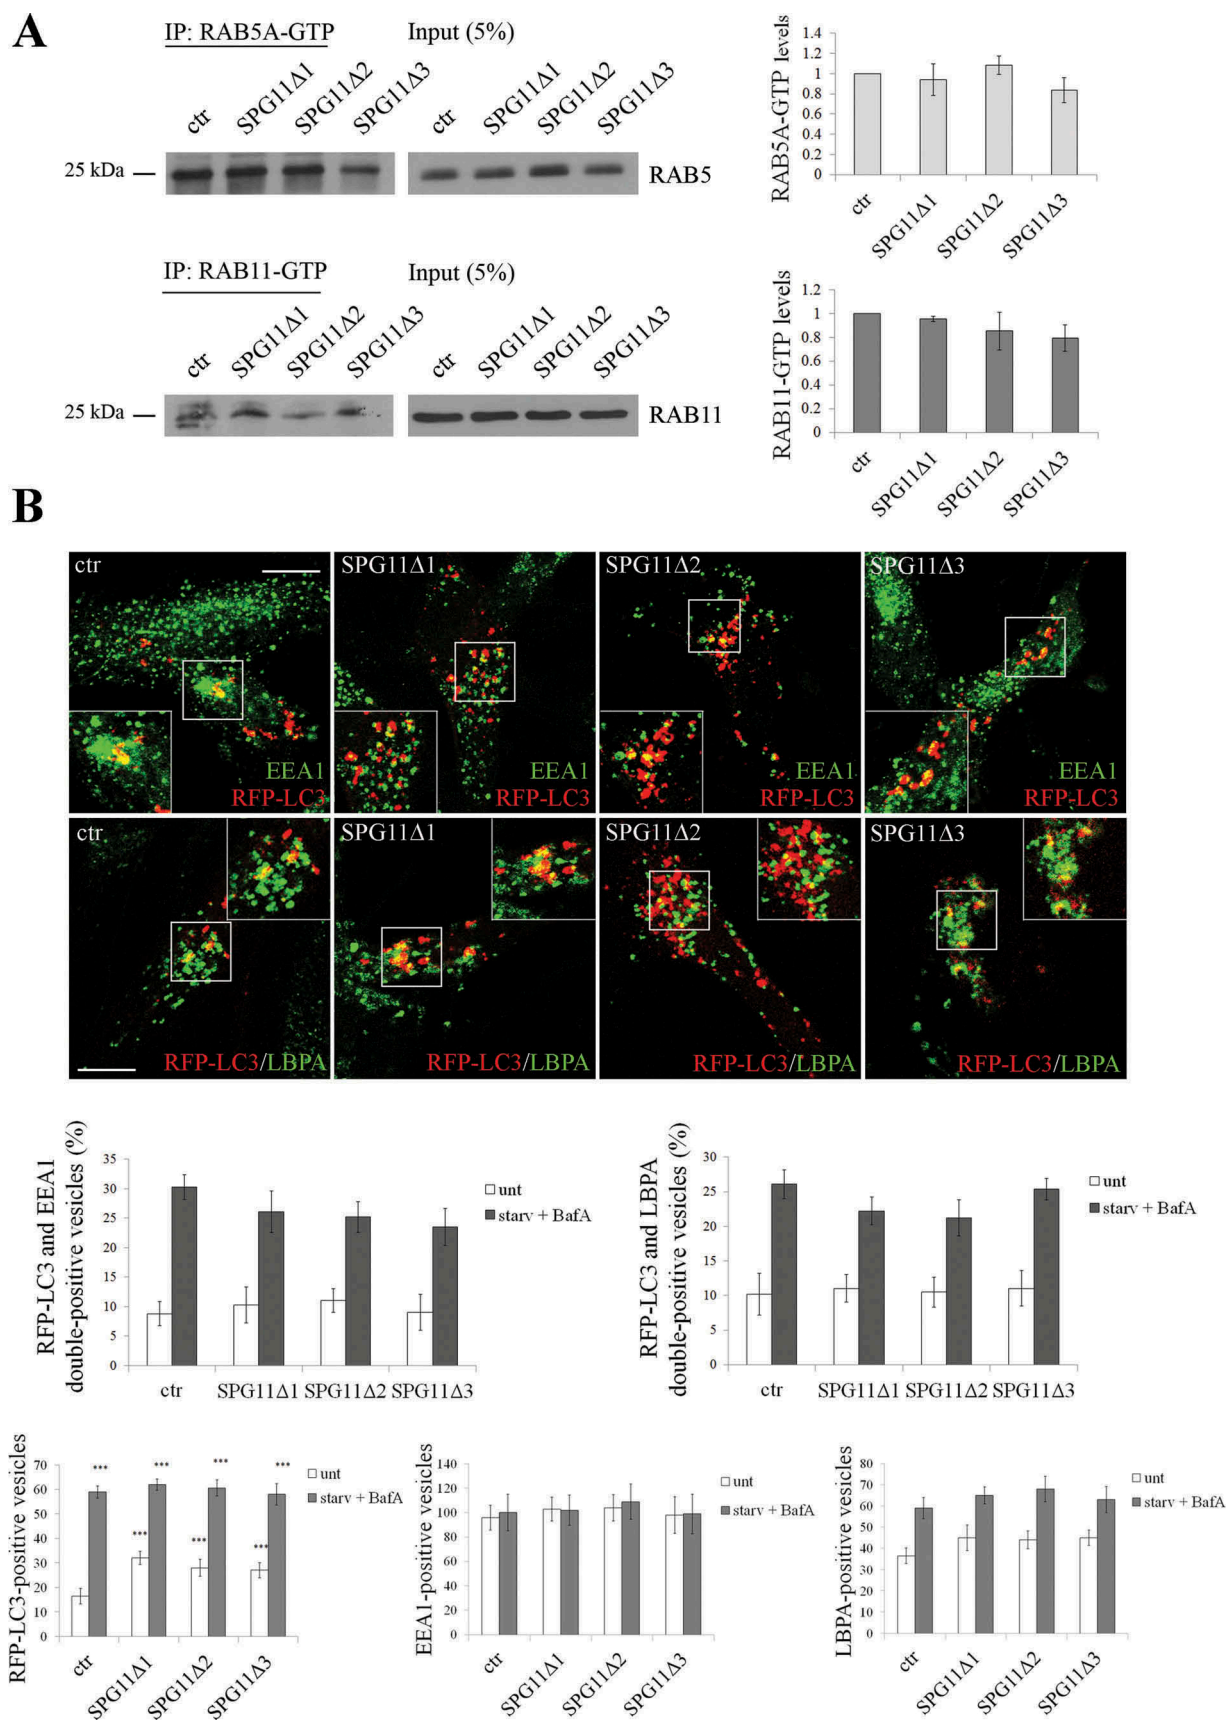 A
IP: RAB5A-GTP
Input (5%)
ctr
SPG11Δ1
SPG11Δ2
SPG11Δ3
ctr
SPG11Δ1
SPG11Δ2
SPG11Δ3
25 kDa
RAB5
RAB5A-GTP levels
1.4
1.2
1
0.8
0.6
0.4
0.2
0
ctr
SPG11Δ1
SPG11Δ2
SPG11Δ3
IP: RAB11-GTP
Input (5%)
ctr
SPG11Δ1
SPG11Δ2
SPG11Δ3
ctr
SPG11Δ1
SPG11Δ2
SPG11Δ3
25 kDa
RAB11
RAB11-GTP levels
1.2
1
0.8
0.6
0.4
0.2
0
ctr
SPG11Δ1
SPG11Δ2
SPG11Δ3
B
ctr
EEA1
RFP-LC3
SPG11Δ1
EEA1
RFP-LC3
SPG11Δ2
EEA1
RFP-LC3
SPG11Δ3
EEA1
RFP-LC3
ctr
RFP-LC3/LBPA
SPG11Δ1
RFP-LC3/LBPA
SPG11Δ2
RFP-LC3/LBPA
SPG11Δ3
RFP-LC3/LBPA
RFP-LC3 and EEA1
double-positive vesicles (%)
35
30
25
20
15
10
5
0
ctr SPG11Δ1 SPG11Δ2 SPG11Δ3
unt
starv + BafA
RFP-LC3 and LBPA
double-positive vesicles (%)
30
25
20
15
10
5
0
ctr SPG11Δ1 SPG11Δ2 SPG11Δ3
unt
starv + BafA
RFP-LC3-positive vesicles
70
60
50
40
30
20
10
0
*** *** *** ***
*** *** ***
ctr
SPG11Δ1
SPG11Δ2
SPG11Δ3
unt
starv + BafA
EEA1-positive vesicles
140
120
100
80
60
40
20
0
ctr
SPG11Δ1
SPG11Δ2
SPG11Δ3
unt
starv + BafA
LBPA-positive vesicles
80
70
60
50
40
30
20
10
0
ctr
SPG11Δ1
SPG11Δ2
SPG11Δ3
unt
starv + BafA